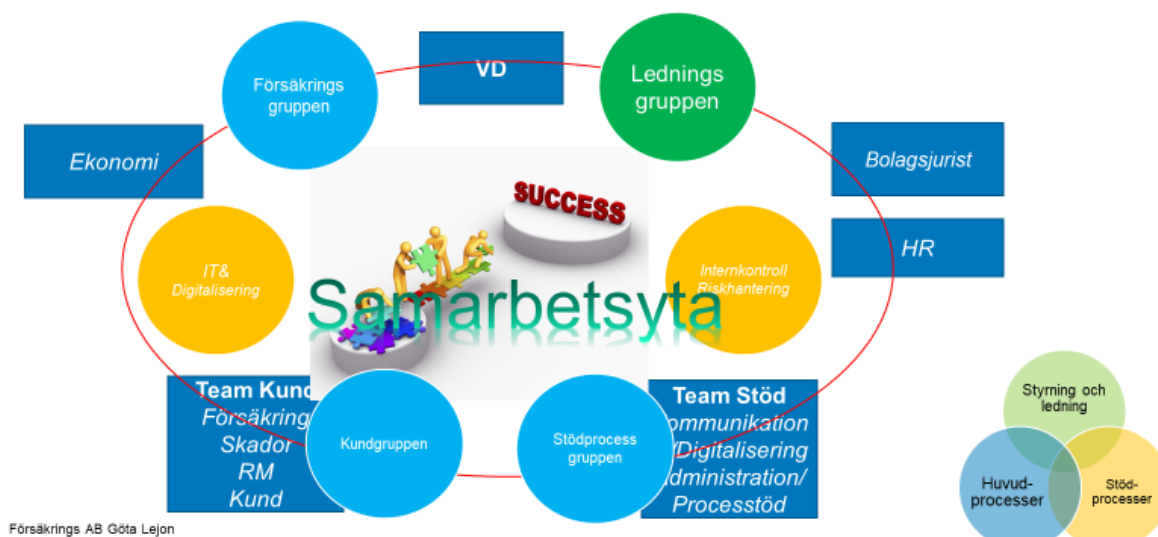 VD
Försäkrings
gruppen
Lednings
gruppen
Ekonomi
Bolagsjurist
HR
SUCCESS
IT&
Digitalisering
Internkontroll
Riskhantering
Samarbetsyta
Team Kund
Försäkring
Skador
RM
Kund
Kundgruppen
Stödprocess
gruppen
Team Stöd
ommunikation
/Digitalisering
dministration/
Processtöd
Styrning och
ledning
Huvud-
processer
Stöd-
processer
Försäkrings AB Göta Lejon